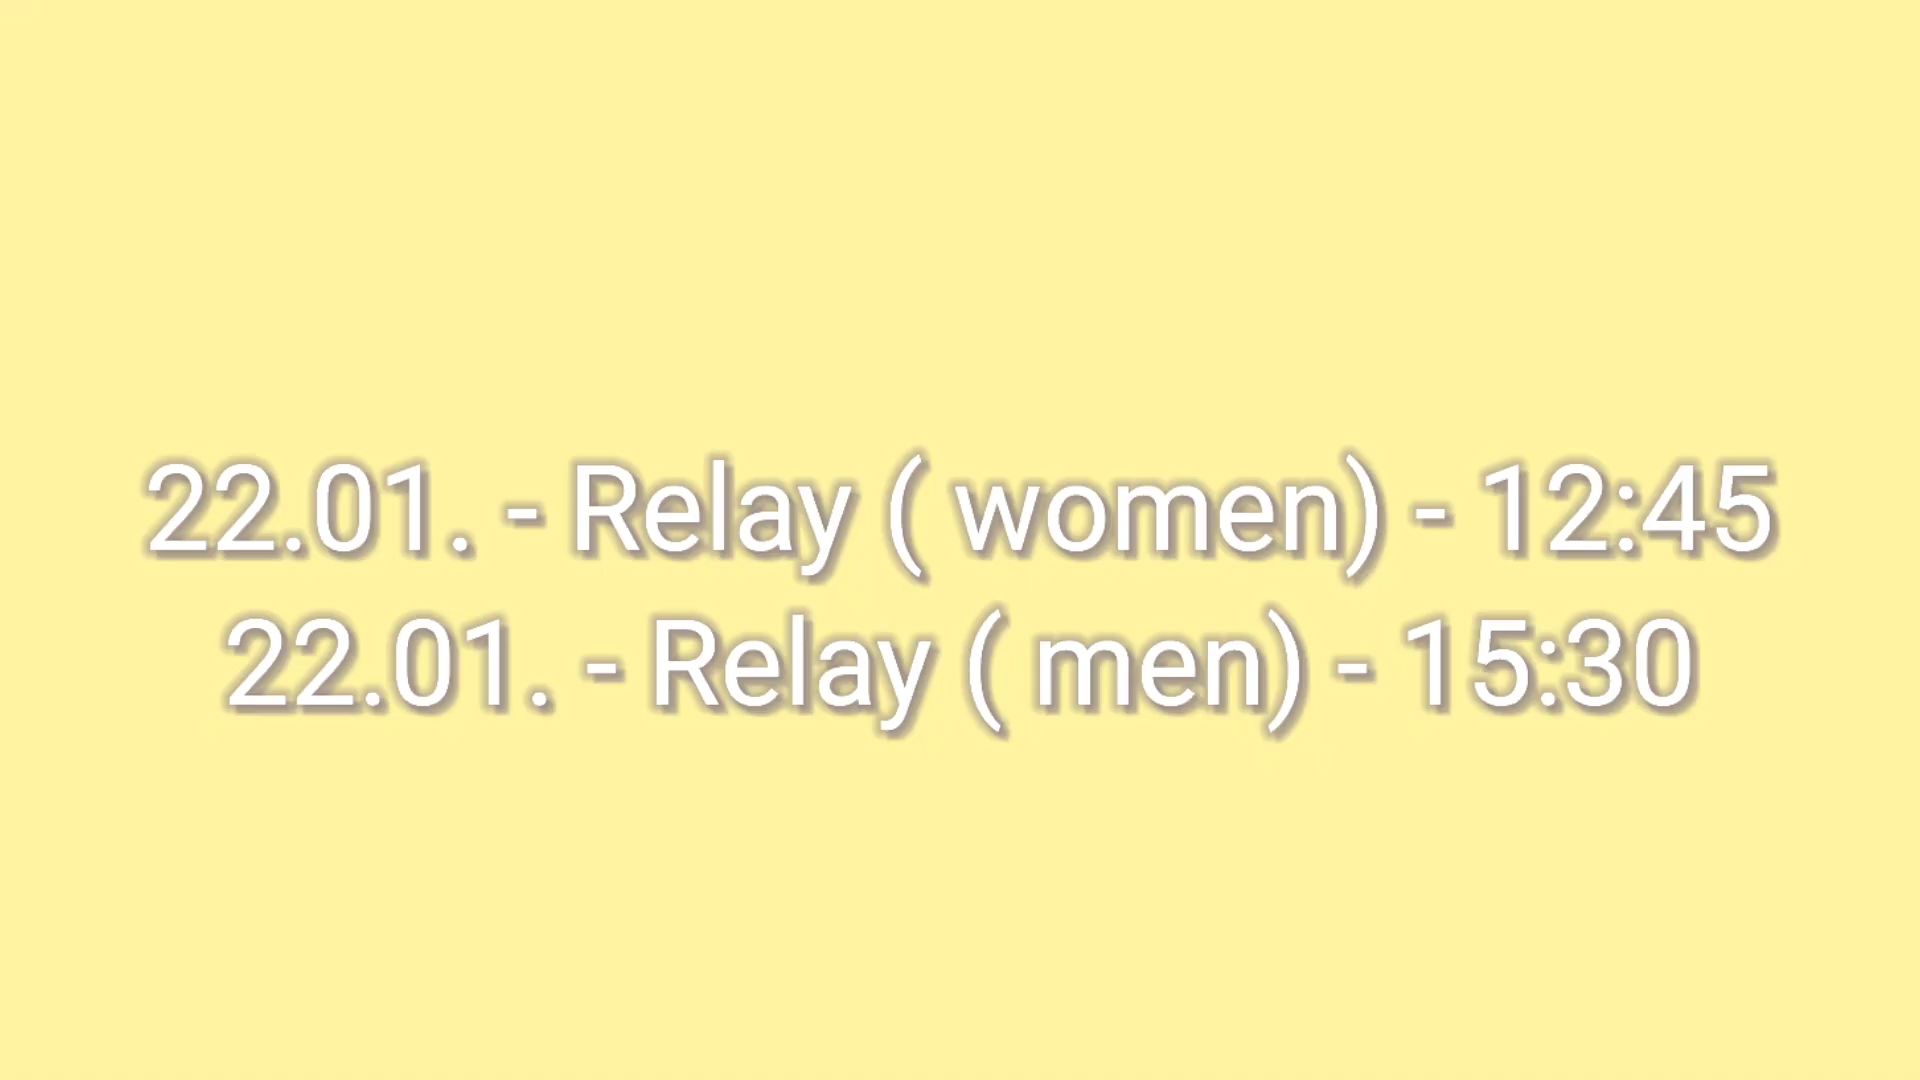 22.01. - Relay ( women) - 12:45
22.01. - Relay ( men) - 15:30